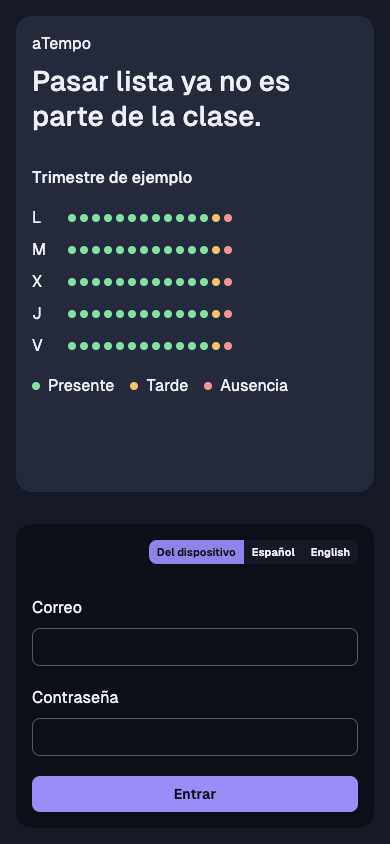 aTempo
Pasar lista ya no es
parte de la clase.
Trimestre de ejemplo
L
M
X
J
V
Presente Tarde Ausencia
Del dispositivo Español English
Correo
Contraseña
Entrar